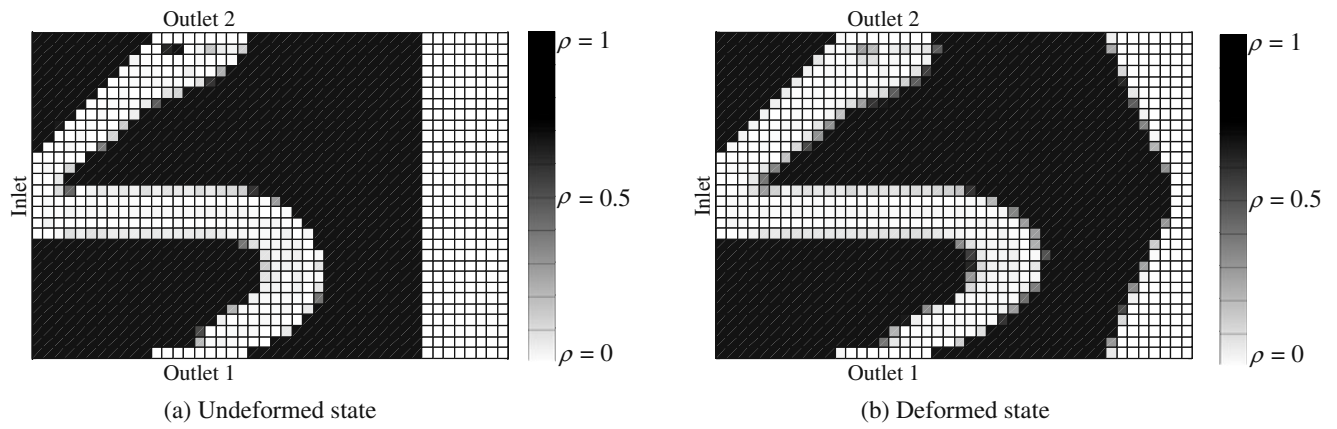 Outlet 2
Inlet
Outlet 1
ρ = 1
ρ = 0.5
ρ = 0
(a) Undeformed state
Outlet 2
Inlet
Outlet 1
ρ = 1
ρ = 0.5
ρ = 0
(b) Deformed state